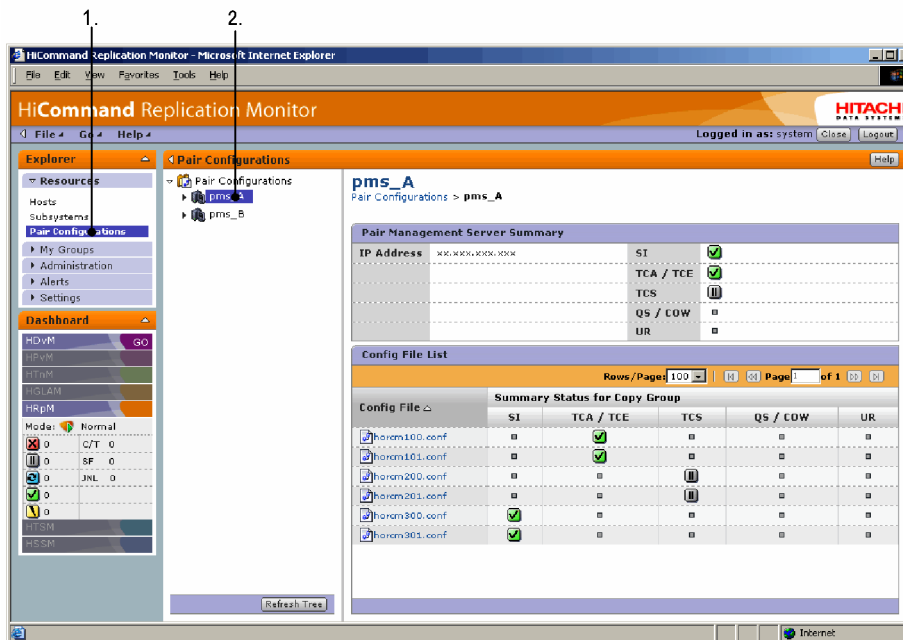 1.
2.
HiCommand Replication Monitor - Microsoft Internet Explorer
File Edit View Favorites Tools Help
HiCommand Replication Monitor
HITACHI
DATA SYSTEMS
File Go Help
Logged in as: system Close Logout
Explorer
Pair Configurations
Help
Resources
Hosts
Subsystems
Pair Configurations
My Groups
Administration
Alerts
Settings
Dashboard
HDvM GO
HPvM
HTnM
HGLAM
HRpM
Mode: Normal
0 C/T 0
0 SF 0
0 JNL 0
0
0
HTSM
HSSM
Pair Configurations
pms_A
pms_B
Refresh Tree
pms_A
Pair Configurations > pms_A
Pair Management Server Summary
IP Address xx.xxx.xxx.xxx SI
TCA / TCE
TCS
QS / COW
UR
Config File List
Rows/Page: 100 Page 1 of 1
Config File
Summary Status for Copy Group
SI TCA / TCE TCS QS / COW UR
horcm100.conf
horcm101.conf
horcm200.conf
horcm201.conf
horcm300.conf
horcm301.conf
Internet